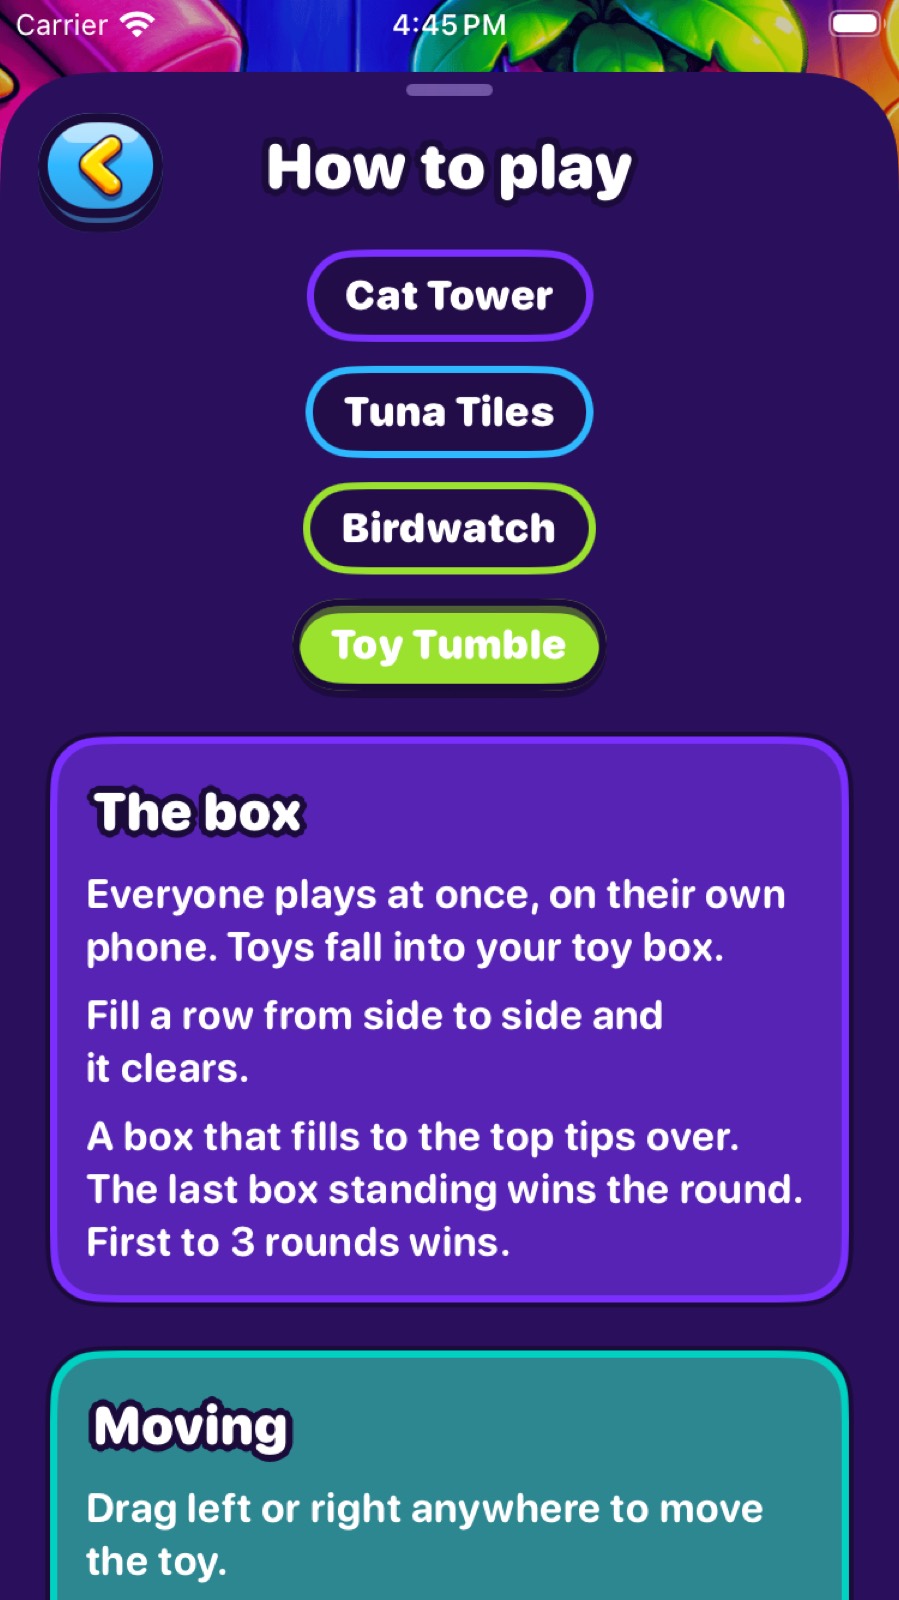 Carrier 4:45 PM
How to play
Cat Tower
Tuna Tiles
Birdwatch
Toy Tumble
The box
Everyone plays at once, on their own
phone. Toys fall into your toy box.
Fill a row from side to side and
it clears.
A box that fills to the top tips over.
The last box standing wins the round.
First to 3 rounds wins.
Moving
Drag left or right anywhere to move
the toy.